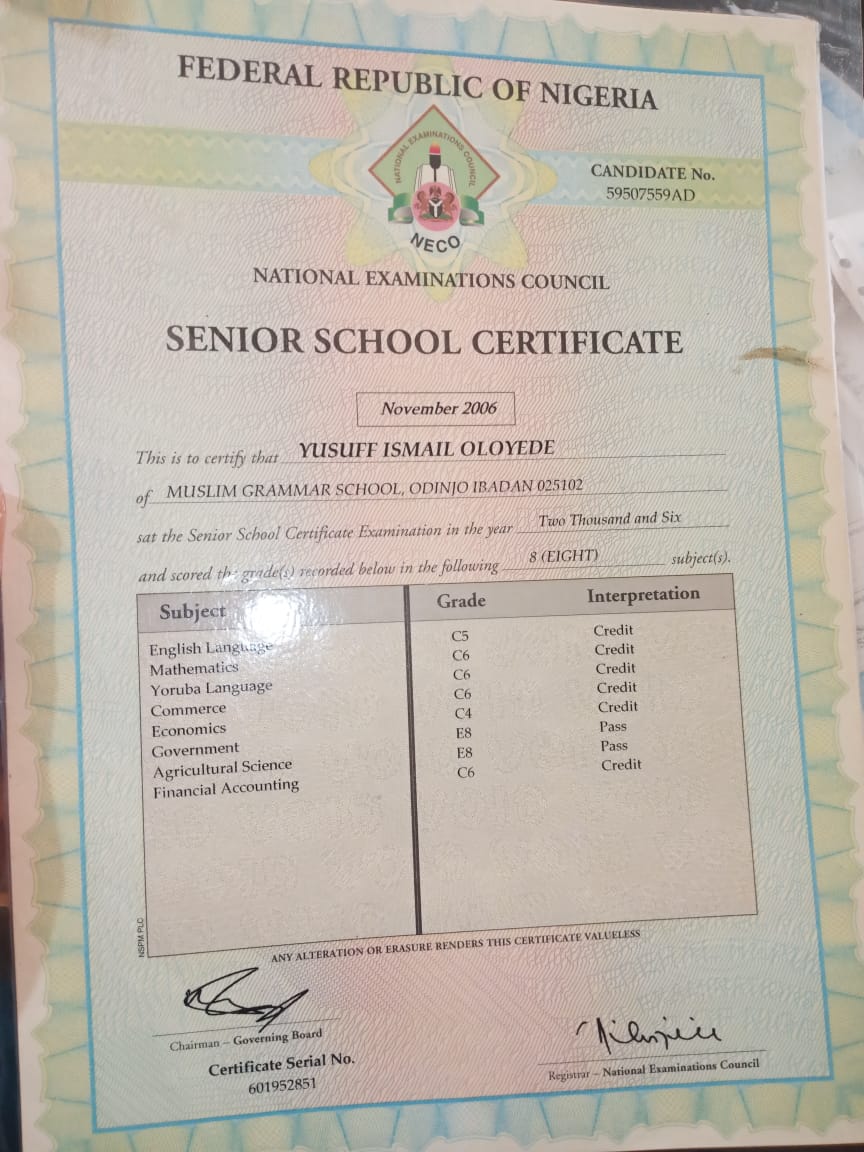 FEDERAL REPUBLIC OF NIGERIA
NATIONAL EXAMINATIONS COUNCIL
NECO
CANDIDATE No.
59507559AD
NATIONAL EXAMINATIONS COUNCIL
SENIOR SCHOOL CERTIFICATE
November 2006
This is to certify that YUSUFF ISMAIL OLOYEDE
of MUSLIM GRAMMAR SCHOOL, ODINJO IBADAN 025102
sat the Senior School Certificate Examination in the year Two Thousand and Six
and scored the grade(s) recorded below in the following 8 (EIGHT) subject(s).
Subject Grade Interpretation
English Language C5 Credit
Mathematics C6 Credit
Yoruba Language C6 Credit
Commerce C6 Credit
Economics C4 Credit
Government E8 Pass
Agricultural Science E8 Pass
Financial Accounting C6 Credit
NSPM PLC
ANY ALTERATION OR ERASURE RENDERS THIS CERTIFICATE VALUELESS
Chairman – Governing Board
Certificate Serial No.
601952851
Registrar – National Examinations Council